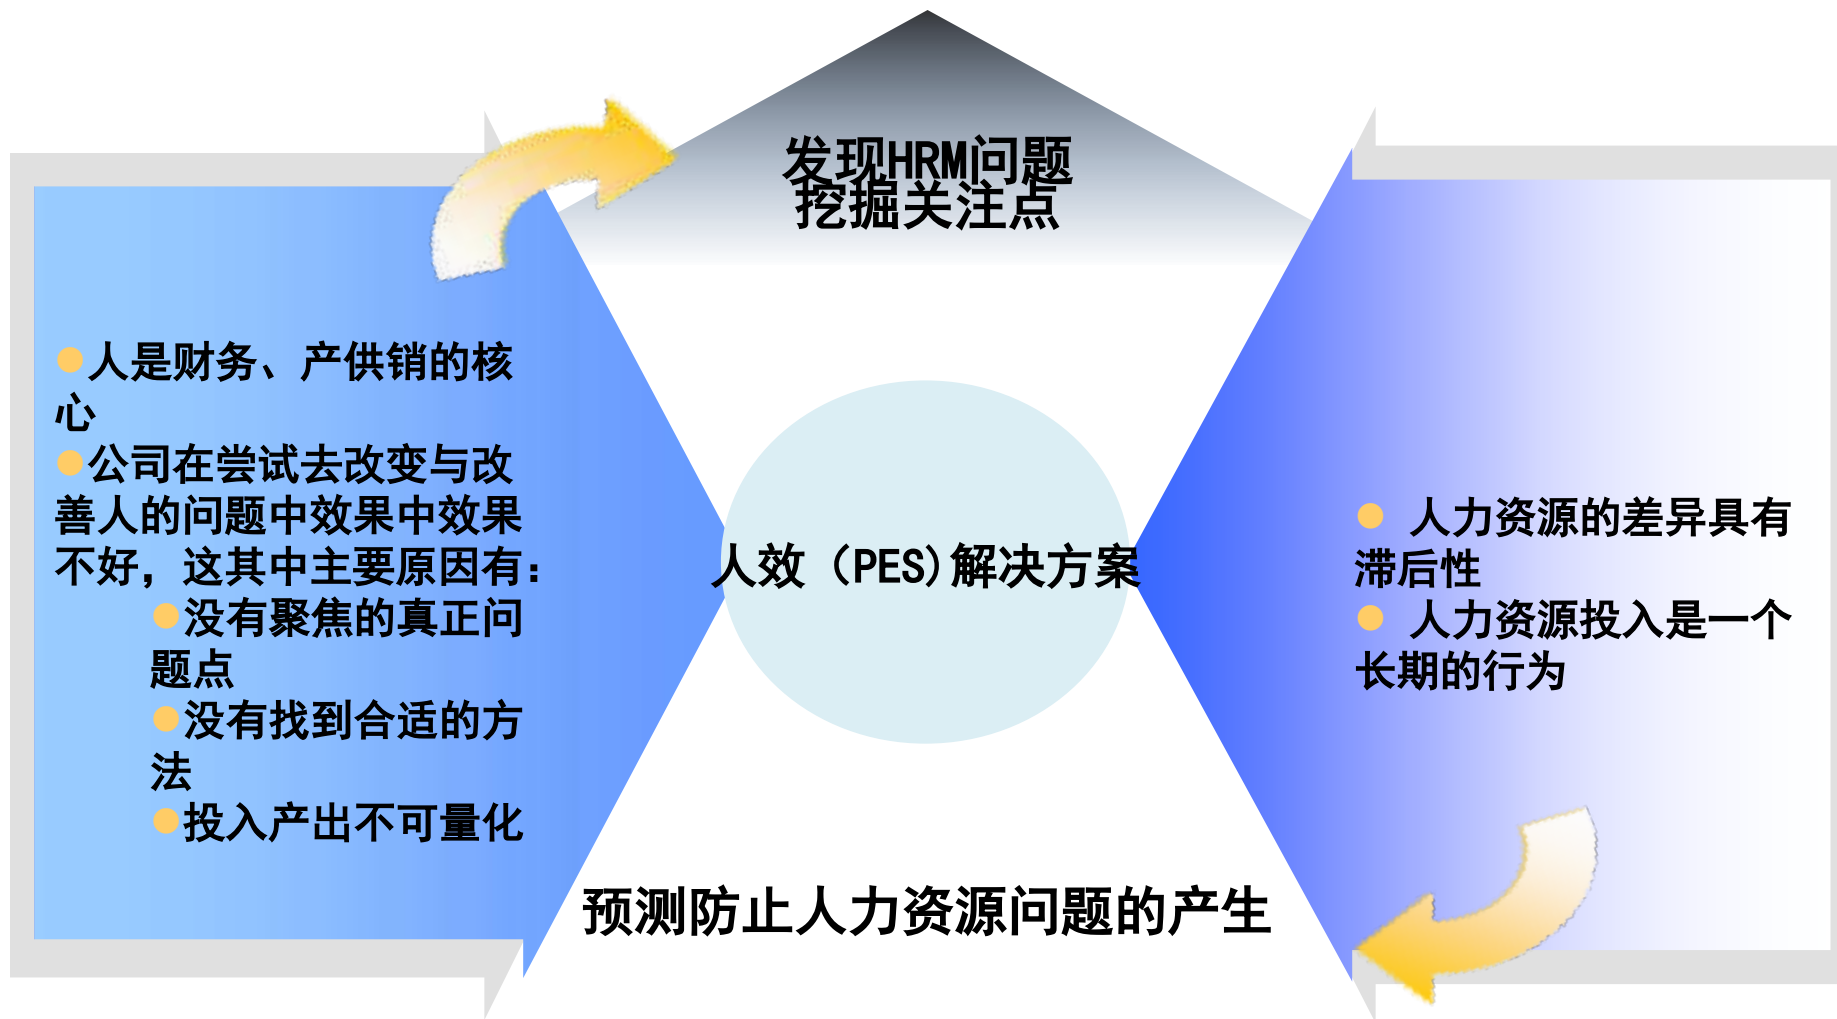 发现HRM问题
挖掘关注点
●人是财务、产供销的核
心
●公司在尝试去改变与改
善人的问题中效果中效果
不好，这其中主要原因有：
●没有聚焦的真正问
题点
●没有找到合适的方
法
●投入产出不可量化
人效（PES)解决方案
● 人力资源的差异具有
滞后性
● 人力资源投入是一个
长期的行为
预测防止人力资源问题的产生